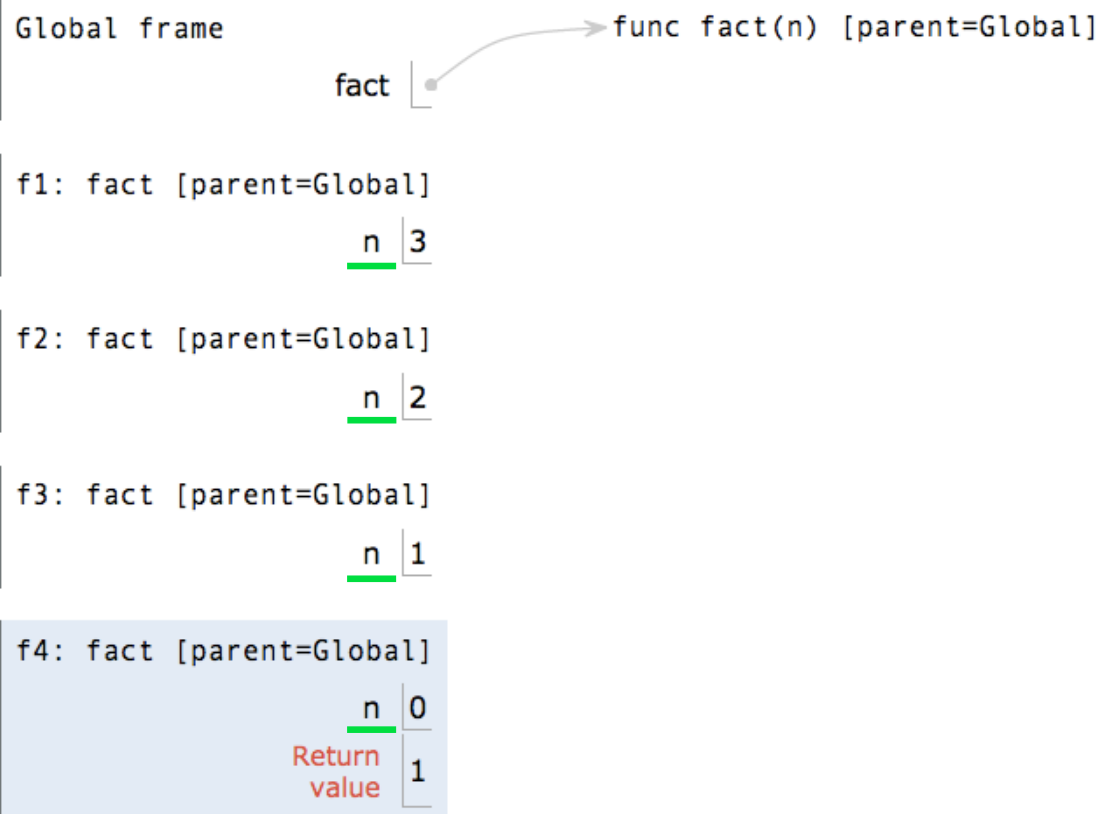 Global frame
func fact(n) [parent=Global]
fact
f1: fact [parent=Global]
n 3
f2: fact [parent=Global]
n 2
f3: fact [parent=Global]
n 1
f4: fact [parent=Global]
n 0
Return
value 1